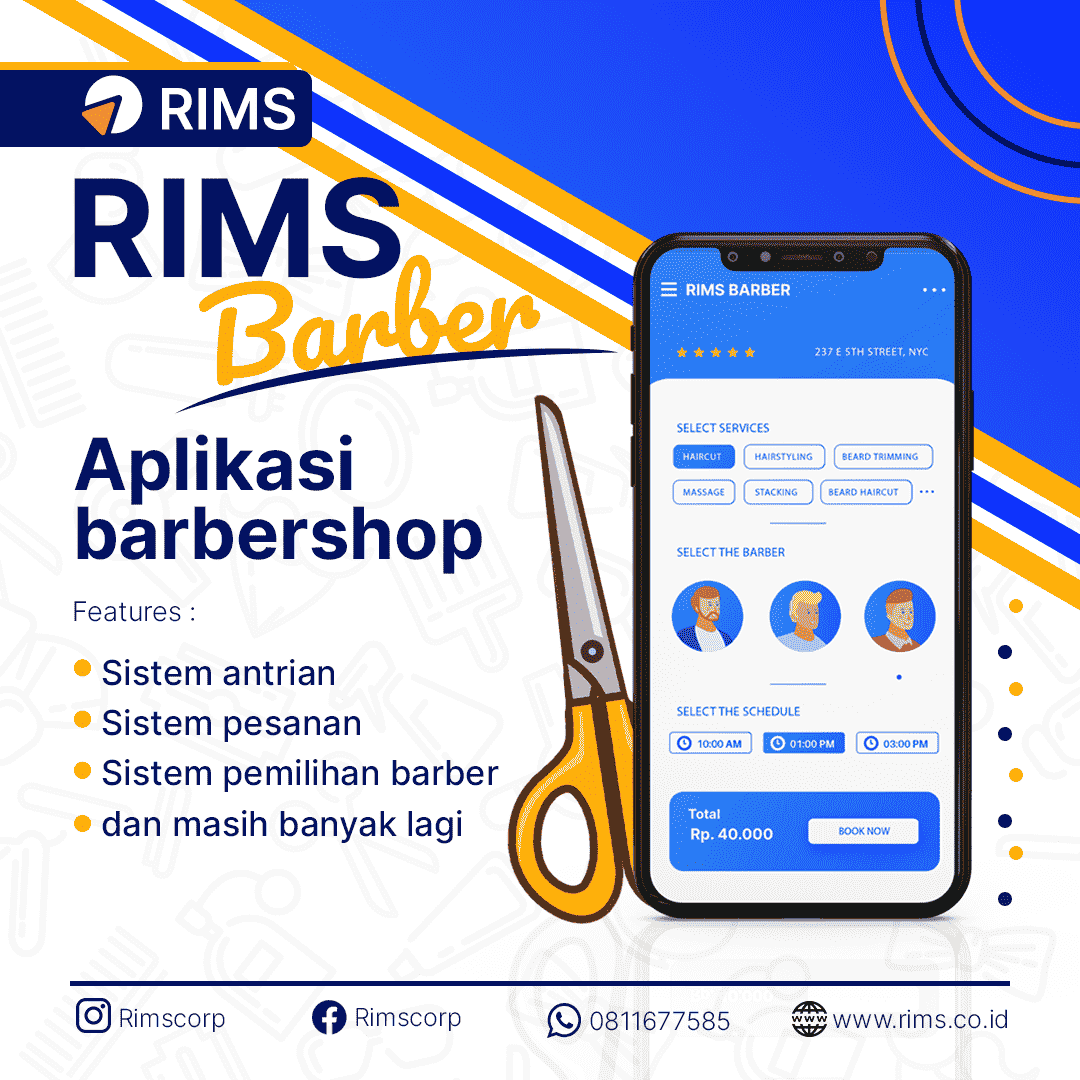 RIMS
RIMS
Barber
Aplikasi
barbershop
Features :
Sistem antrian
Sistem pesanan
Sistem pemilihan barber
dan masih banyak lagi
RIMS BARBER
237 E 5TH STREET, NYC
SELECT SERVICES
HAIRCUT HAIRSTYLING BEARD TRIMMING
MASSAGE STACKING BEARD HAIRCUT
SELECT THE BARBER
SELECT THE SCHEDULE
10:00 AM 01:00 PM 03:00 PM
Total
Rp. 40.000
BOOK NOW
Rimscorp Rimscorp 0811677585 www www.rims.co.id